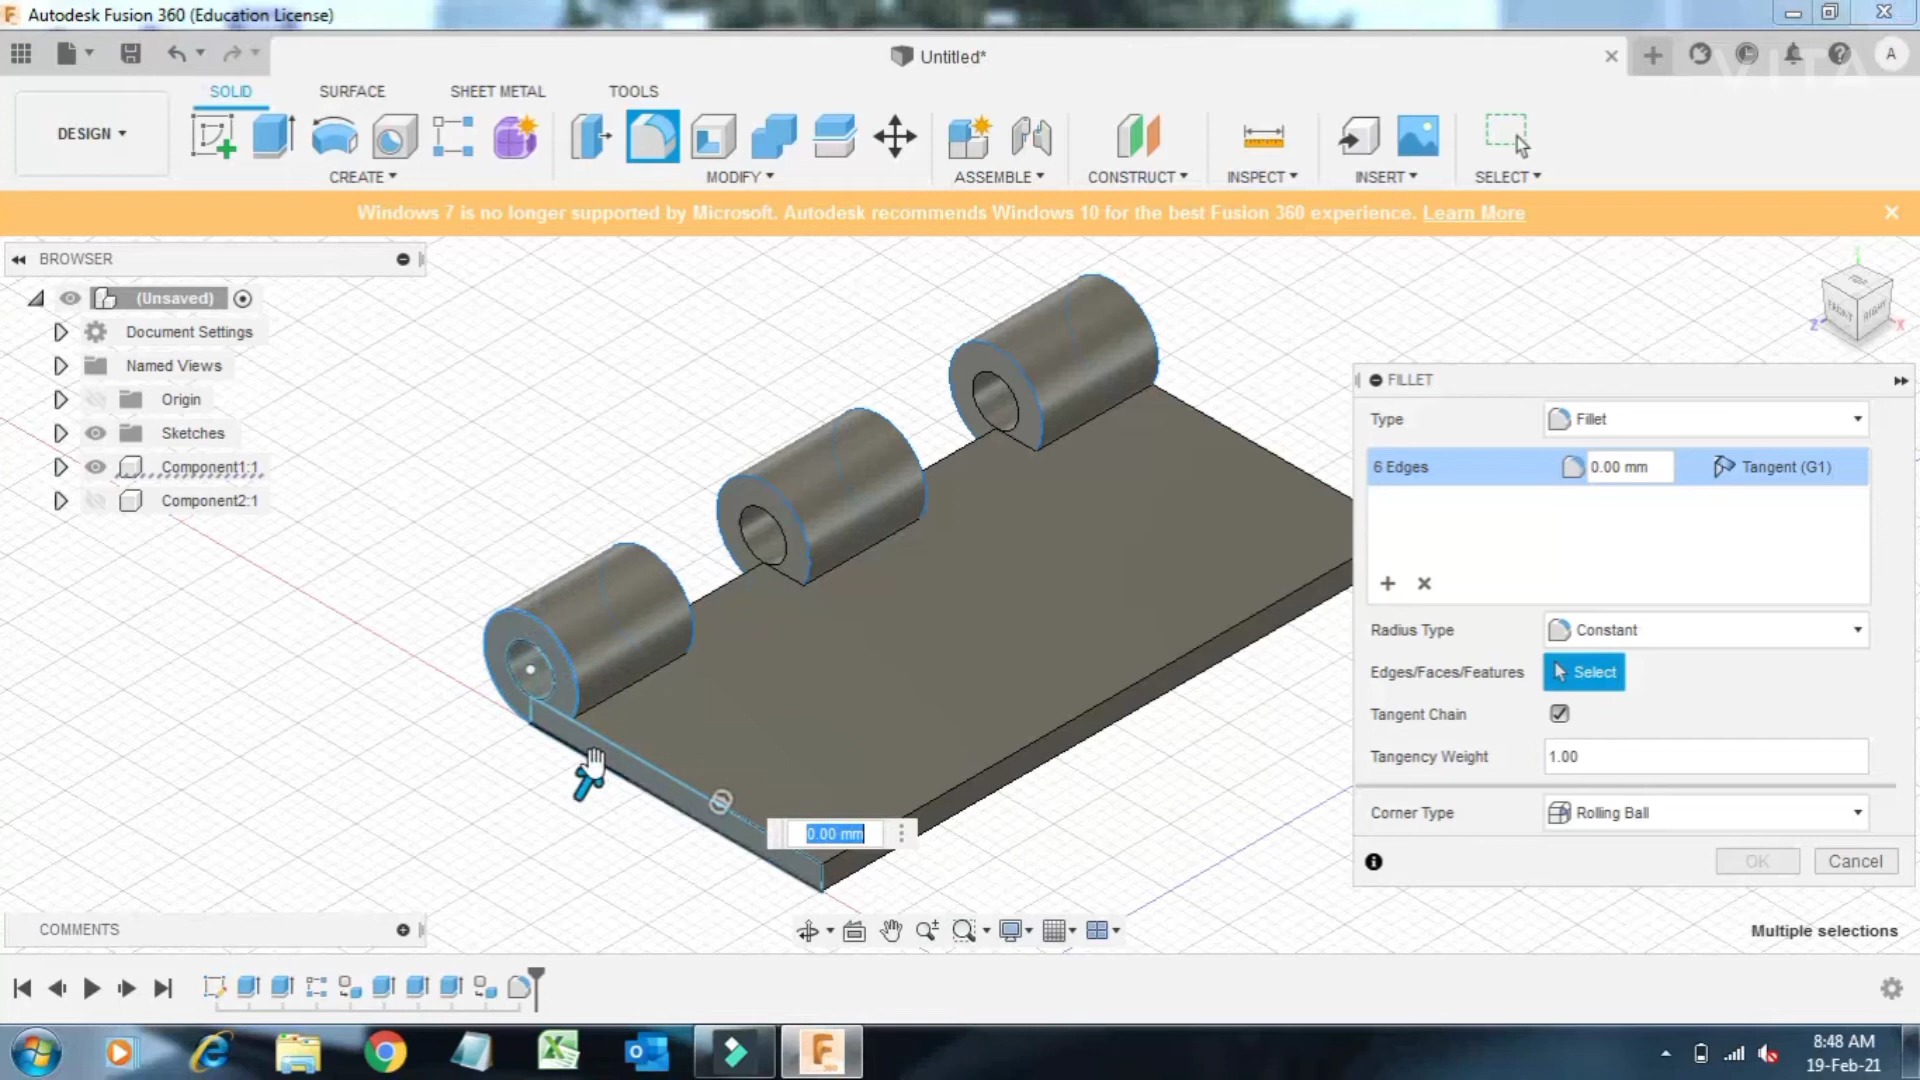 Autodesk Fusion 360 (Education License)
Untitled*
VITA
A
SOLID SURFACE SHEET METAL TOOLS
DESIGN
CREATE MODIFY ASSEMBLE CONSTRUCT INSPECT INSERT SELECT
Windows 7 is no longer supported by Microsoft. Autodesk recommends Windows 10 for the best Fusion 360 experience. Learn More
BROWSER
(Unsaved)
Document Settings
Named Views
Origin
Sketches
Component1:1
Component2:1
TOP
FRONT
RIGHT
Y
Z
X
FILLET
Type Fillet
6 Edges 0.00 mm Tangent (G1)
Radius Type Constant
Edges/Faces/Features Select
Tangent Chain
Tangency Weight 1.00
Corner Type Rolling Ball
OK Cancel
0.00 mm
COMMENTS
Multiple selections
8:48 AM
19-Feb-21